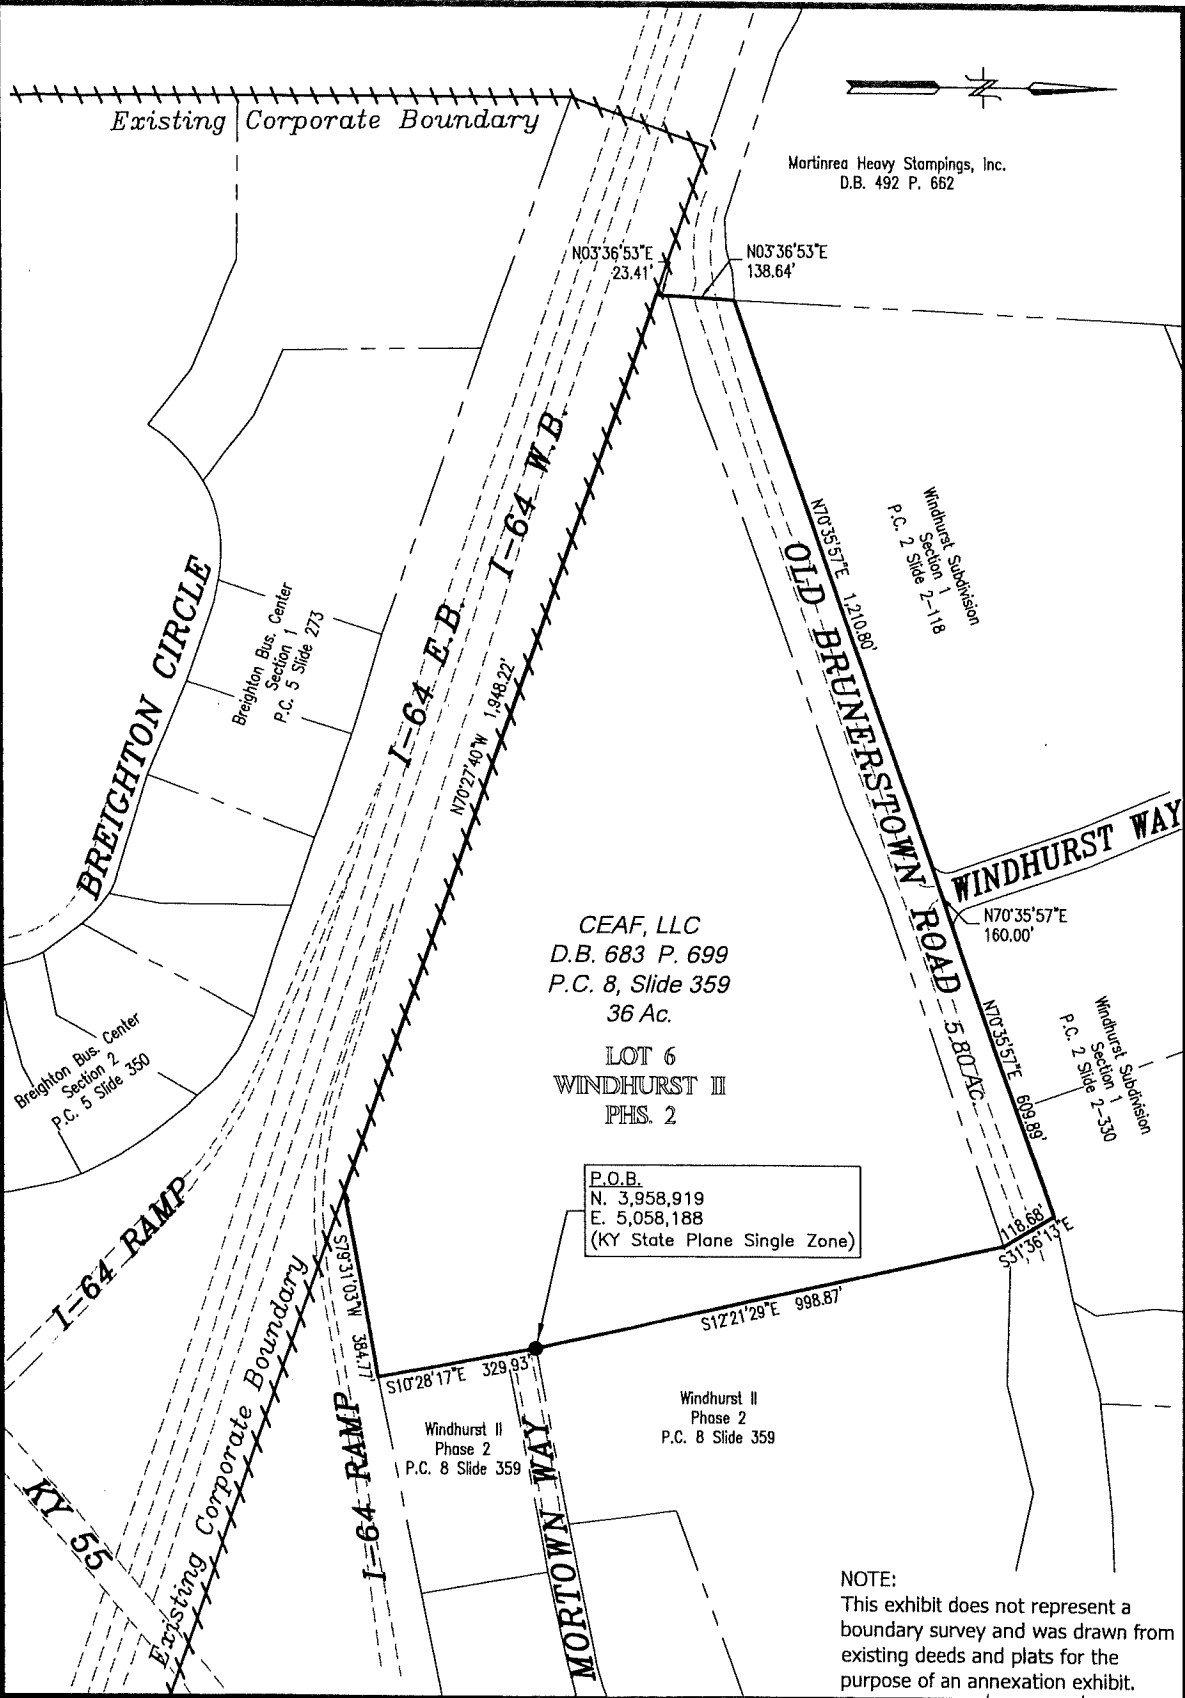 Existing Corporate Boundary
Martinrea Heavy Stampings, Inc.
D.B. 492 P. 662
N03°36'53"E
23.41'
N03°36'53"E
138.64'
I-64 W.B.
I-64 E.B.
N70°27'40"W 1,948.22'
BREIGHTON CIRCLE
Breighton Bus. Center
Section 1
P.C. 5 Slide 273
Windhurst Subdivision
Section 1
P.C. 2 Slide 2-118
N70°35'57"E 1,210.80'
OLD BRUNERSTOWN ROAD 5.80 AC.
WINDHURST WAY
N70°35'57"E
160.00'
CEAF, LLC
D.B. 683 P. 699
P.C. 8, Slide 359
36 Ac.
LOT 6
WINDHURST II
PHS. 2
N70°35'57"E 609.89'
Windhurst Subdivision
Section 1
P.C. 2 Slide 2-330
Breighton Bus. Center
Section 2
P.C. 5 Slide 350
P.O.B.
N. 3,958,919
E. 5,058,188
(KY State Plane Single Zone)
118.68'
S31°36'13"E
I-64 RAMP
S79°31'03"W 384.77'
S12°21'29"E 998.87'
S10°28'17"E 329.93'
Existing Corporate Boundary
I-64 RAMP
Windhurst II
Phase 2
P.C. 8 Slide 359
Windhurst II
Phase 2
P.C. 8 Slide 359
MORTOWN WAY
KY 55
NOTE:
This exhibit does not represent a
boundary survey and was drawn from
existing deeds and plats for the
purpose of an annexation exhibit.